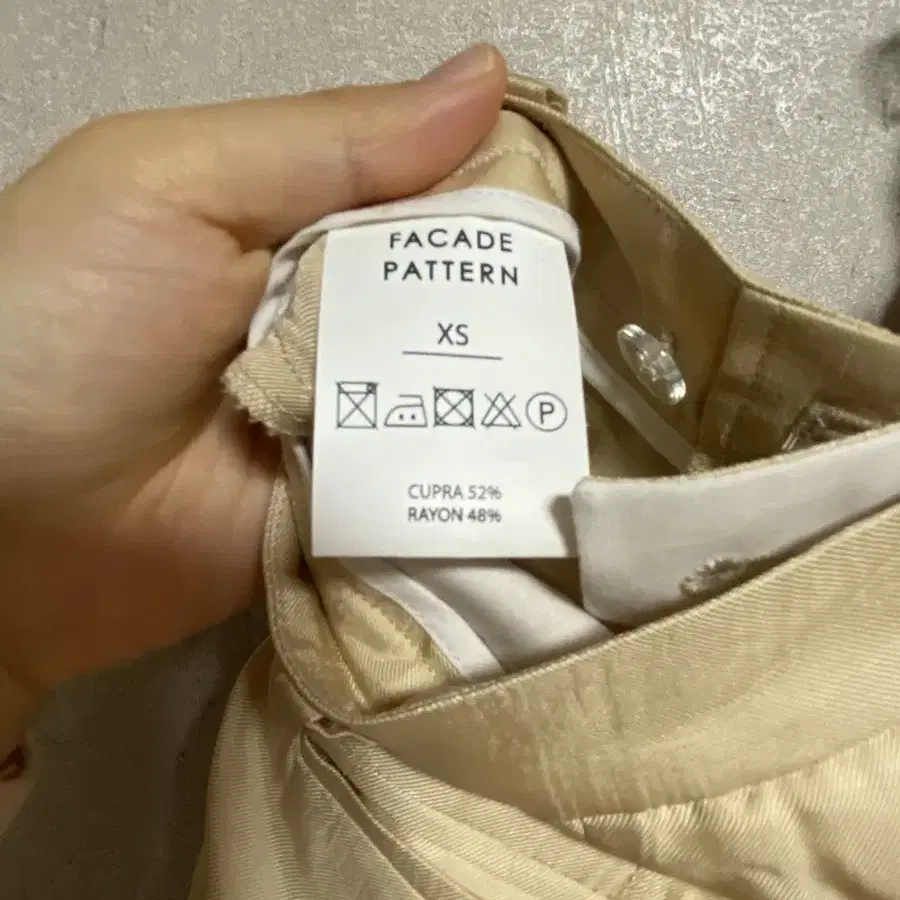 FACADE
PATTERN
XS
P
CUPRA 52%
RAYON 48%